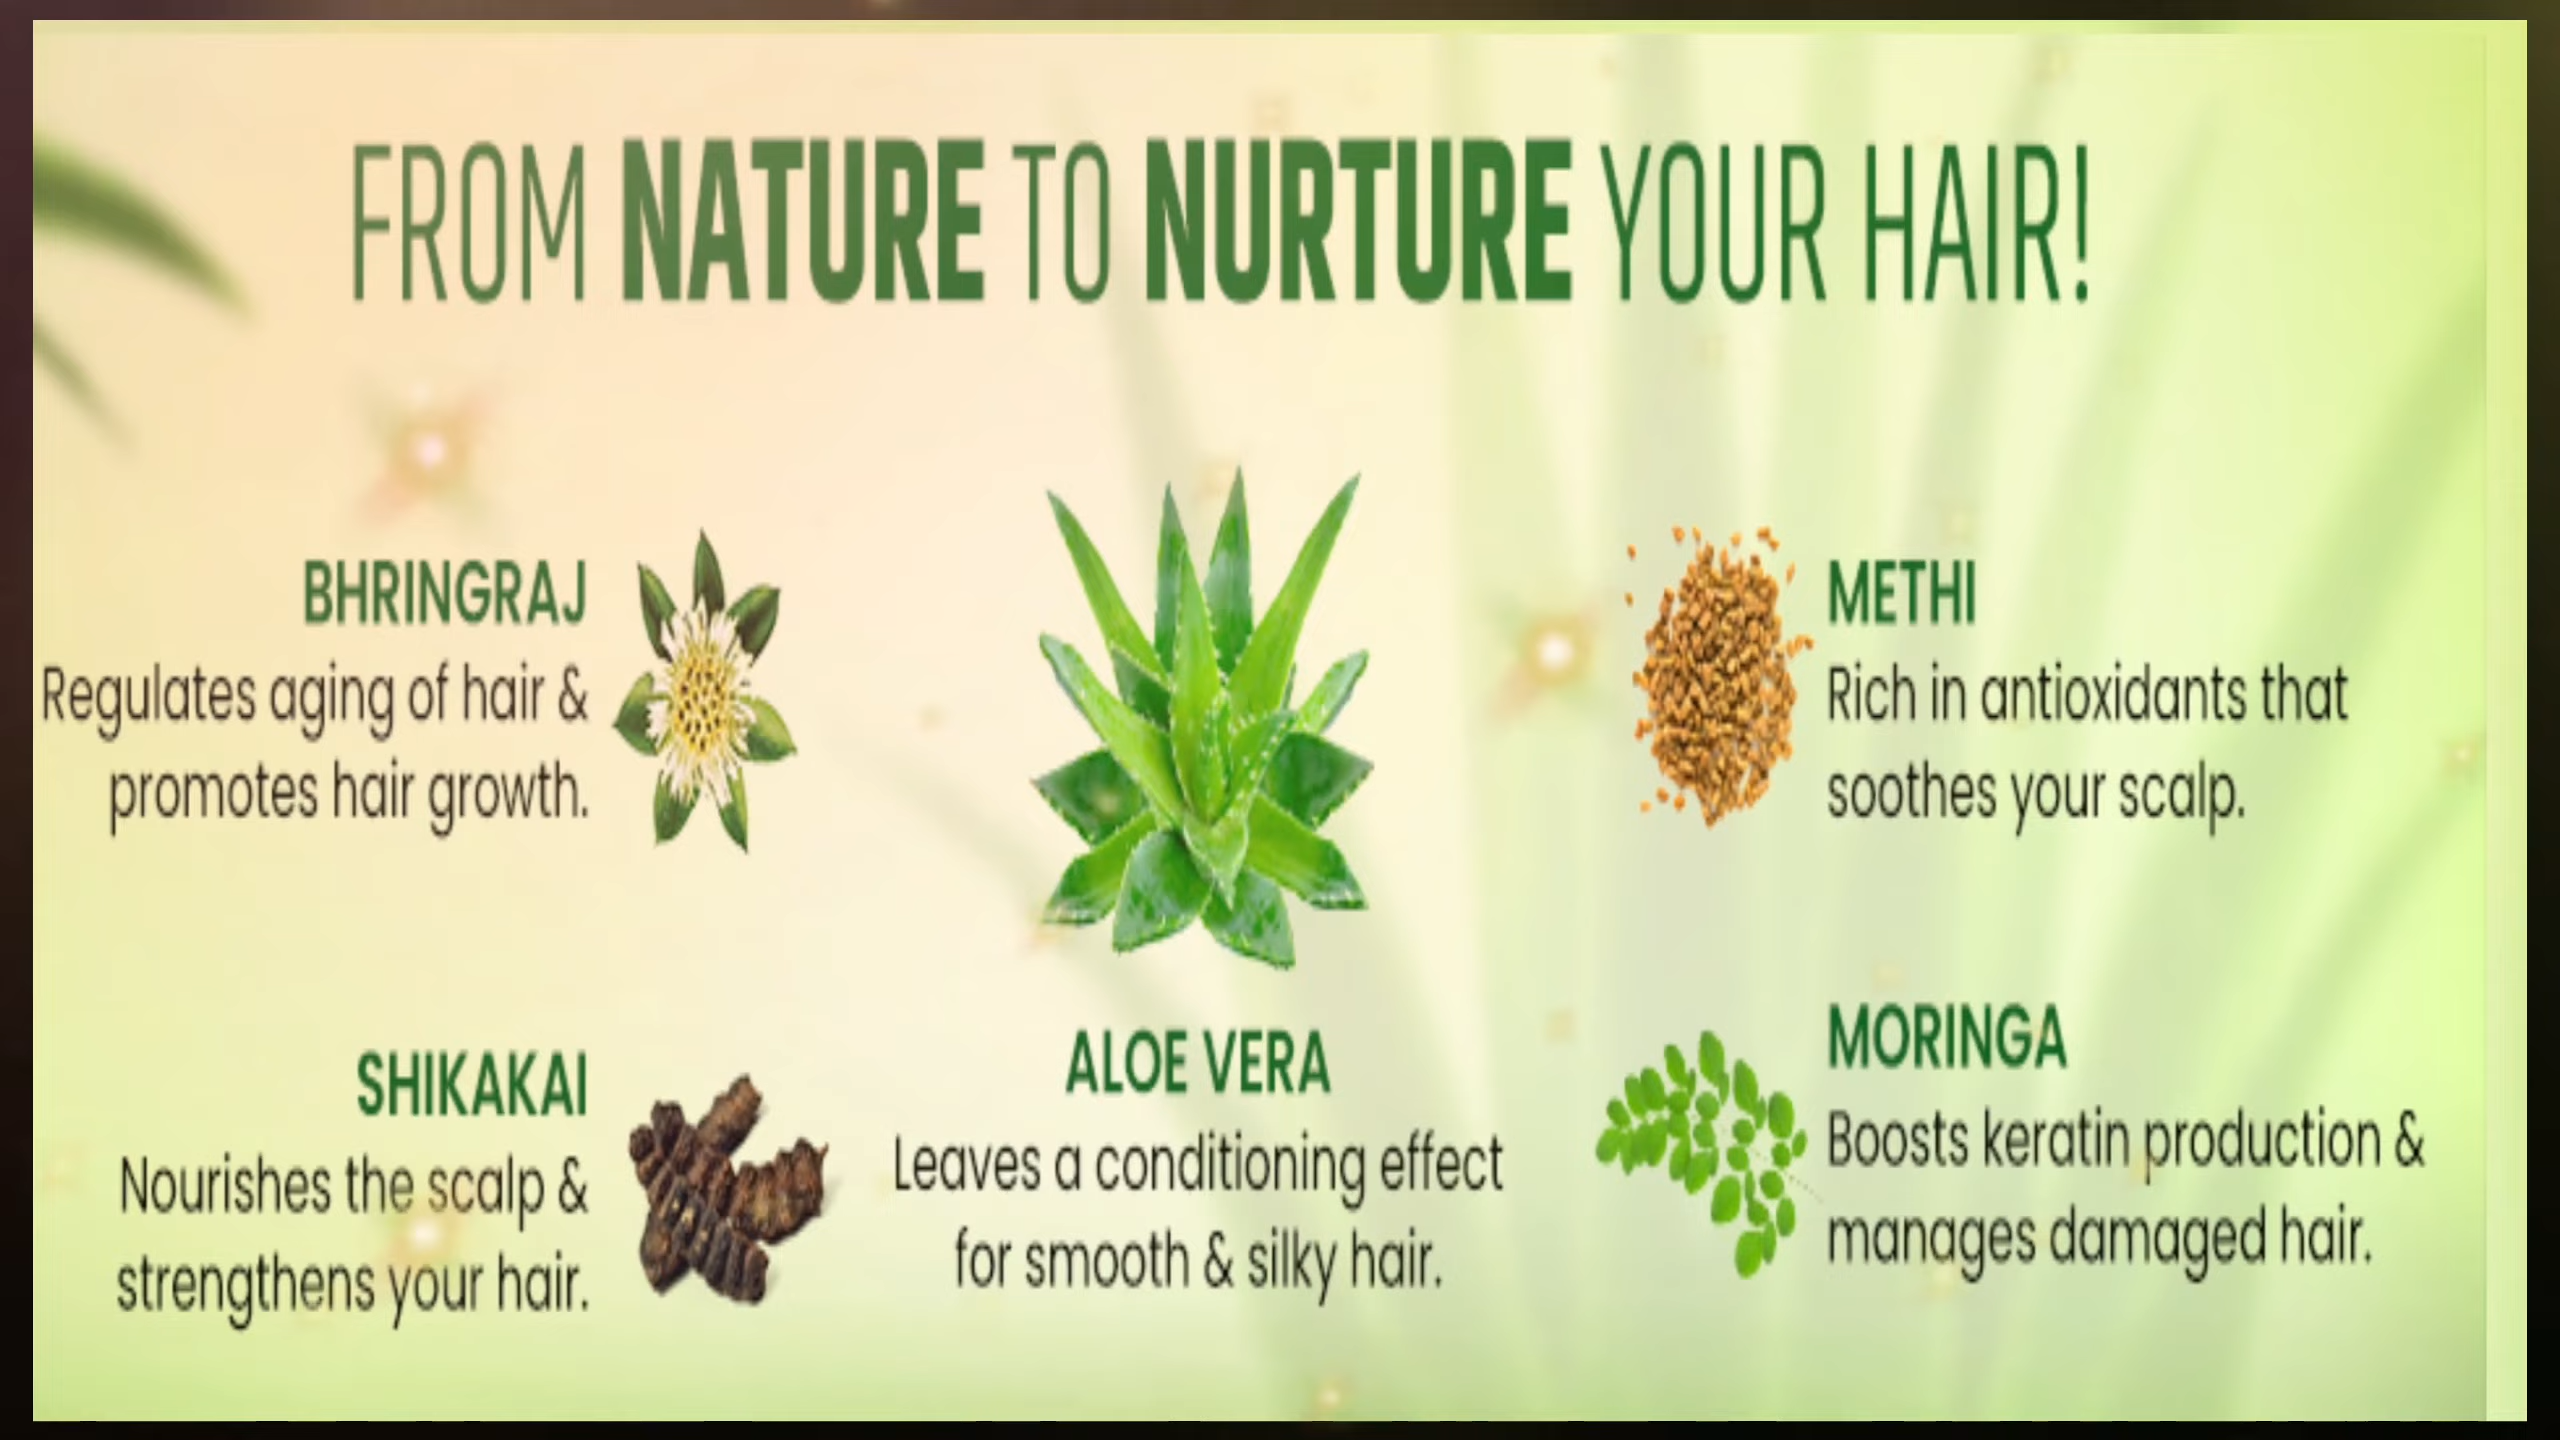 FROM NATURE TO NURTURE YOUR HAIR!
BHRINGRAJ
Regulates aging of hair &
promotes hair growth.
SHIKAKAI
Nourishes the scalp &
strengthens your hair.
ALOE VERA
Leaves a conditioning effect
for smooth & silky hair.
METHI
Rich in antioxidants that
soothes your scalp.
MORINGA
Boosts keratin production &
manages damaged hair.